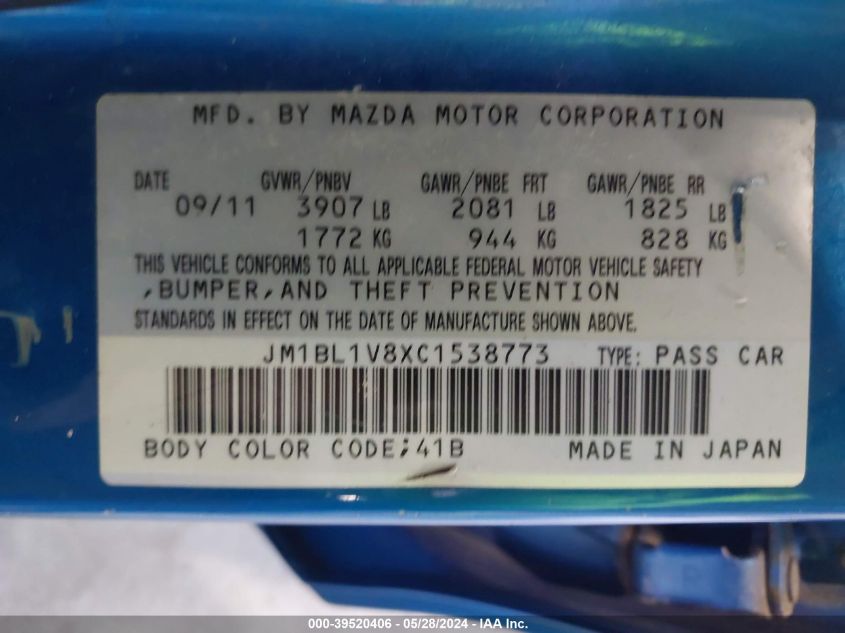 MFD. BY MAZDA MOTOR CORPORATION
DATE GVWR/PNBV GAWR/PNBE FRT GAWR/PNBE RR
09/11 3907 LB 2081 LB 1825 LB
1772 KG 944 KG 828 KG
THIS VEHICLE CONFORMS TO ALL APPLICABLE FEDERAL MOTOR VEHICLE SAFETY
,BUMPER,AND THEFT PREVENTION
STANDARDS IN EFFECT ON THE DATE OF MANUFACTURE SHOWN ABOVE.
JM1BL1V8XC1538773 TYPE: PASS CAR
BODY COLOR CODE:41B MADE IN JAPAN
000-39520406 - 05/28/2024 - IAA Inc.